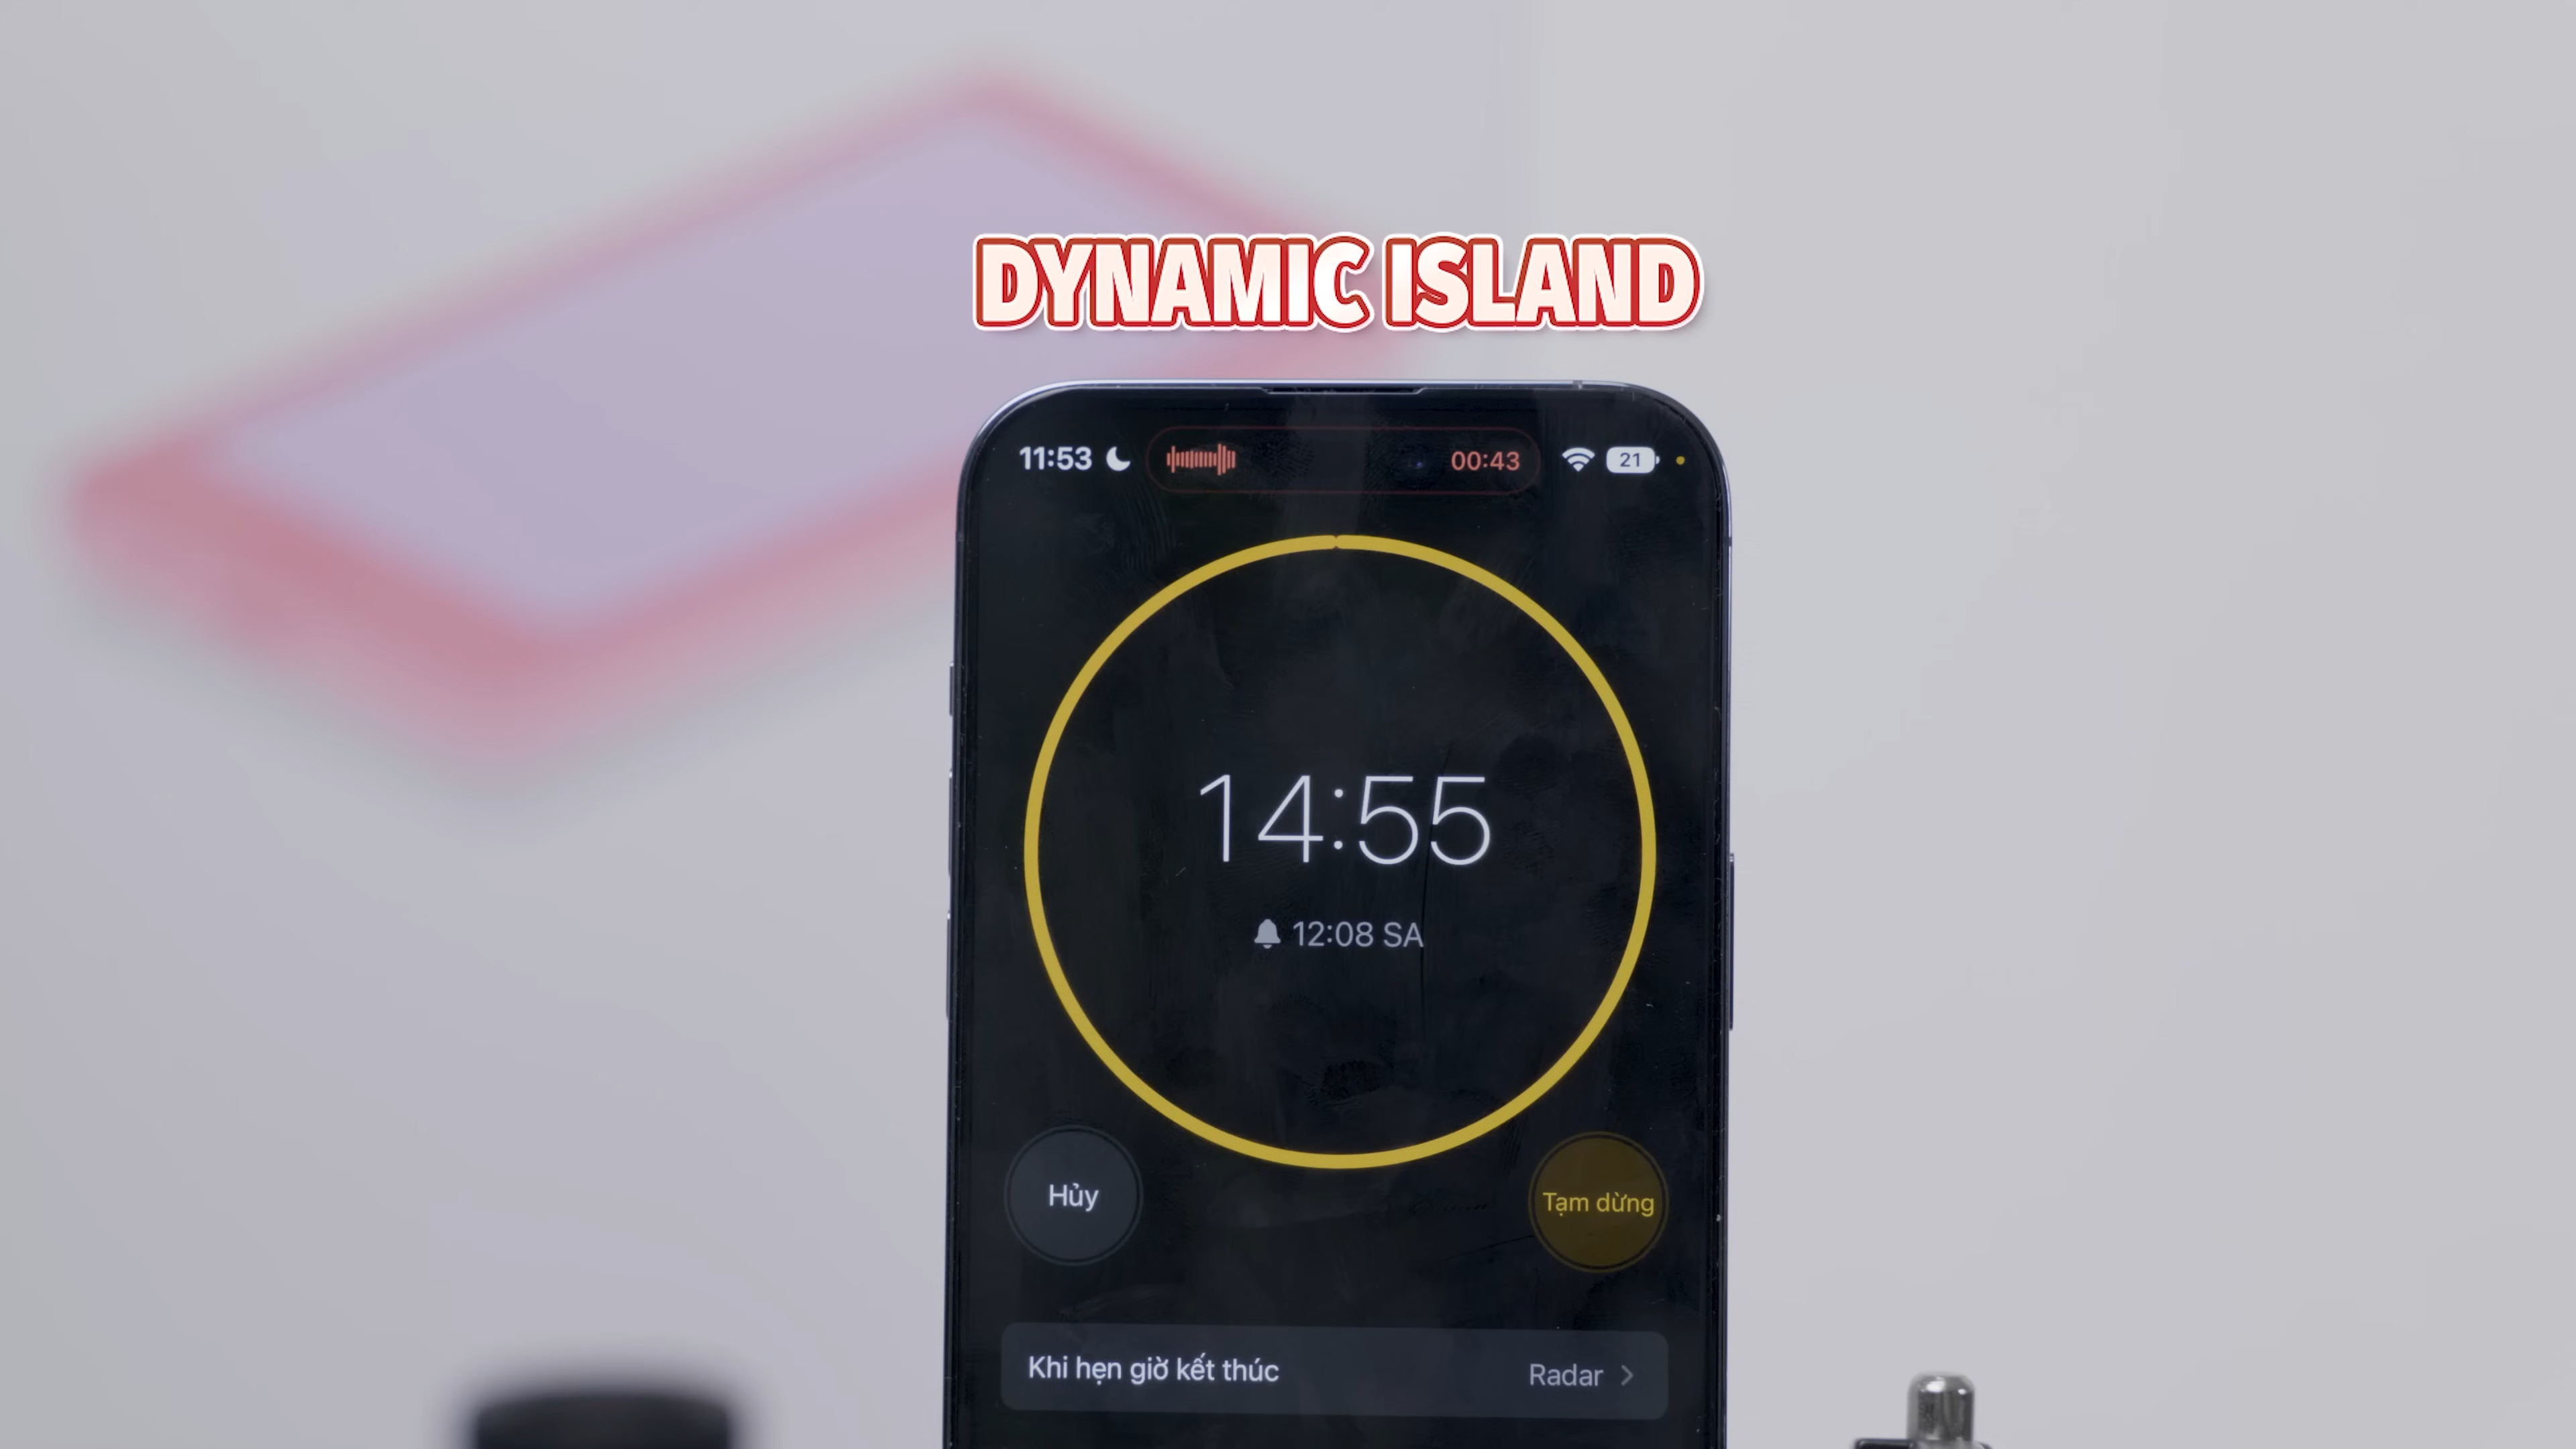 DYNAMIC ISLAND
11:53 00:43 21
14:55
12:08 SA
Hủy Tạm dừng
Khi hẹn giờ kết thúc Radar